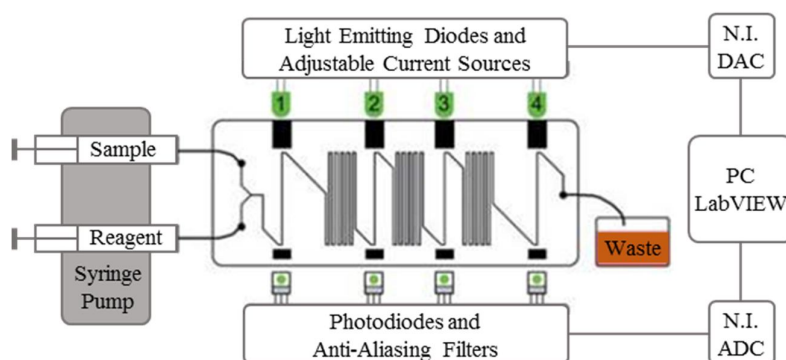 Light Emitting Diodes and
Adjustable Current Sources
N.I.
DAC
1
2
3
4
Sample
Reagent
Syringe
Pump
PC
LabVIEW
Waste
Photodiodes and
Anti-Aliasing Filters
N.I.
ADC